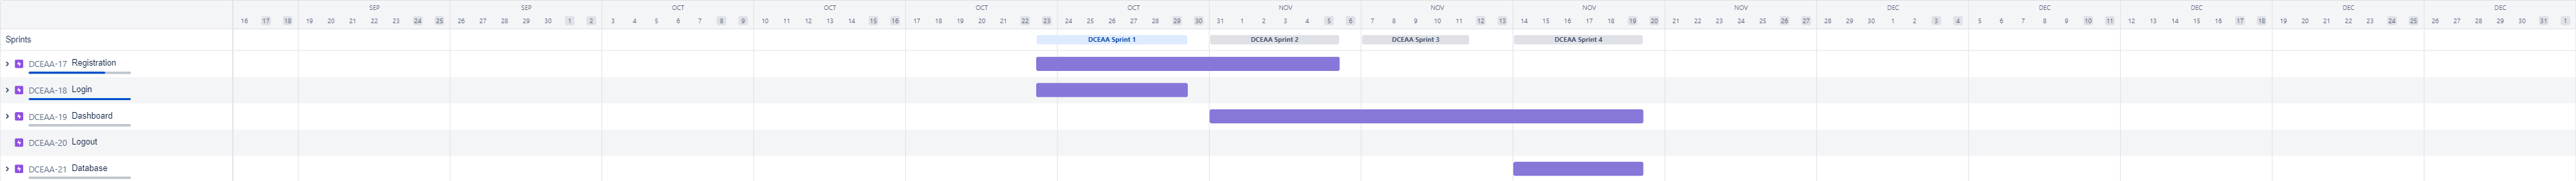 SEP SEP OCT OCT OCT OCT NOV NOV NOV NOV DEC DEC DEC DEC DEC
16 17 18 19 20 21 22 23 24 25 26 27 28 29 30 1 2 3 4 5 6 7 8 9 10 11 12 13 14 15 16 17 18 19 20 21 22 23 24 25 26 27 28 29 30 31 1 2 3 4 5 6 7 8 9 10 11 12 13 14 15 16 17 18 19 20 21 22 23 24 25 26 27 28 29 30 1 2 3 4 5 6 7 8 9 10 11 12 13 14 15 16 17 18 19 20 21 22 23 24 25 26 27 28 29 30 31 1
Sprints DCEAA Sprint 1 DCEAA Sprint 2 DCEAA Sprint 3 DCEAA Sprint 4
DCEAA-17 Registration
DCEAA-18 Login
DCEAA-19 Dashboard
DCEAA-20 Logout
DCEAA-21 Database